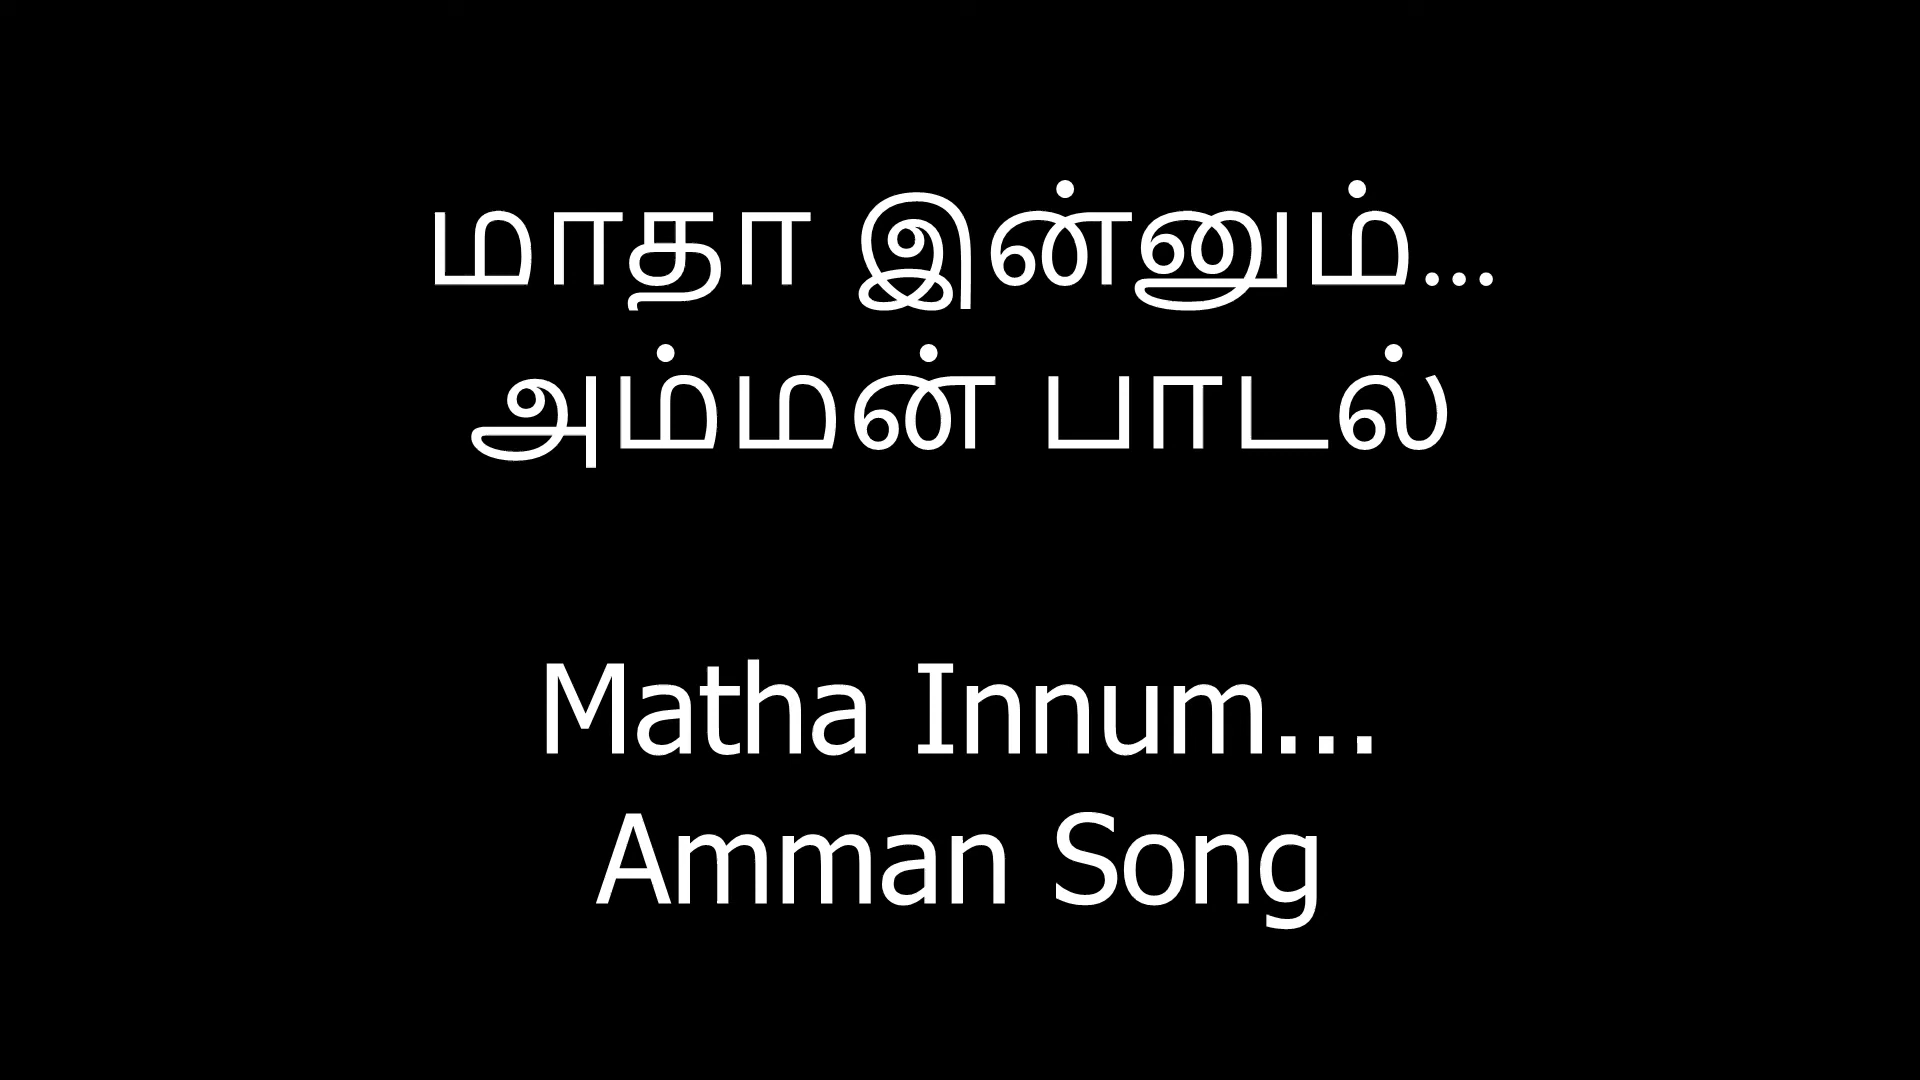 மாதா இன்னும்...
அம்மன் பாடல்
Matha Innum...
Amman Song